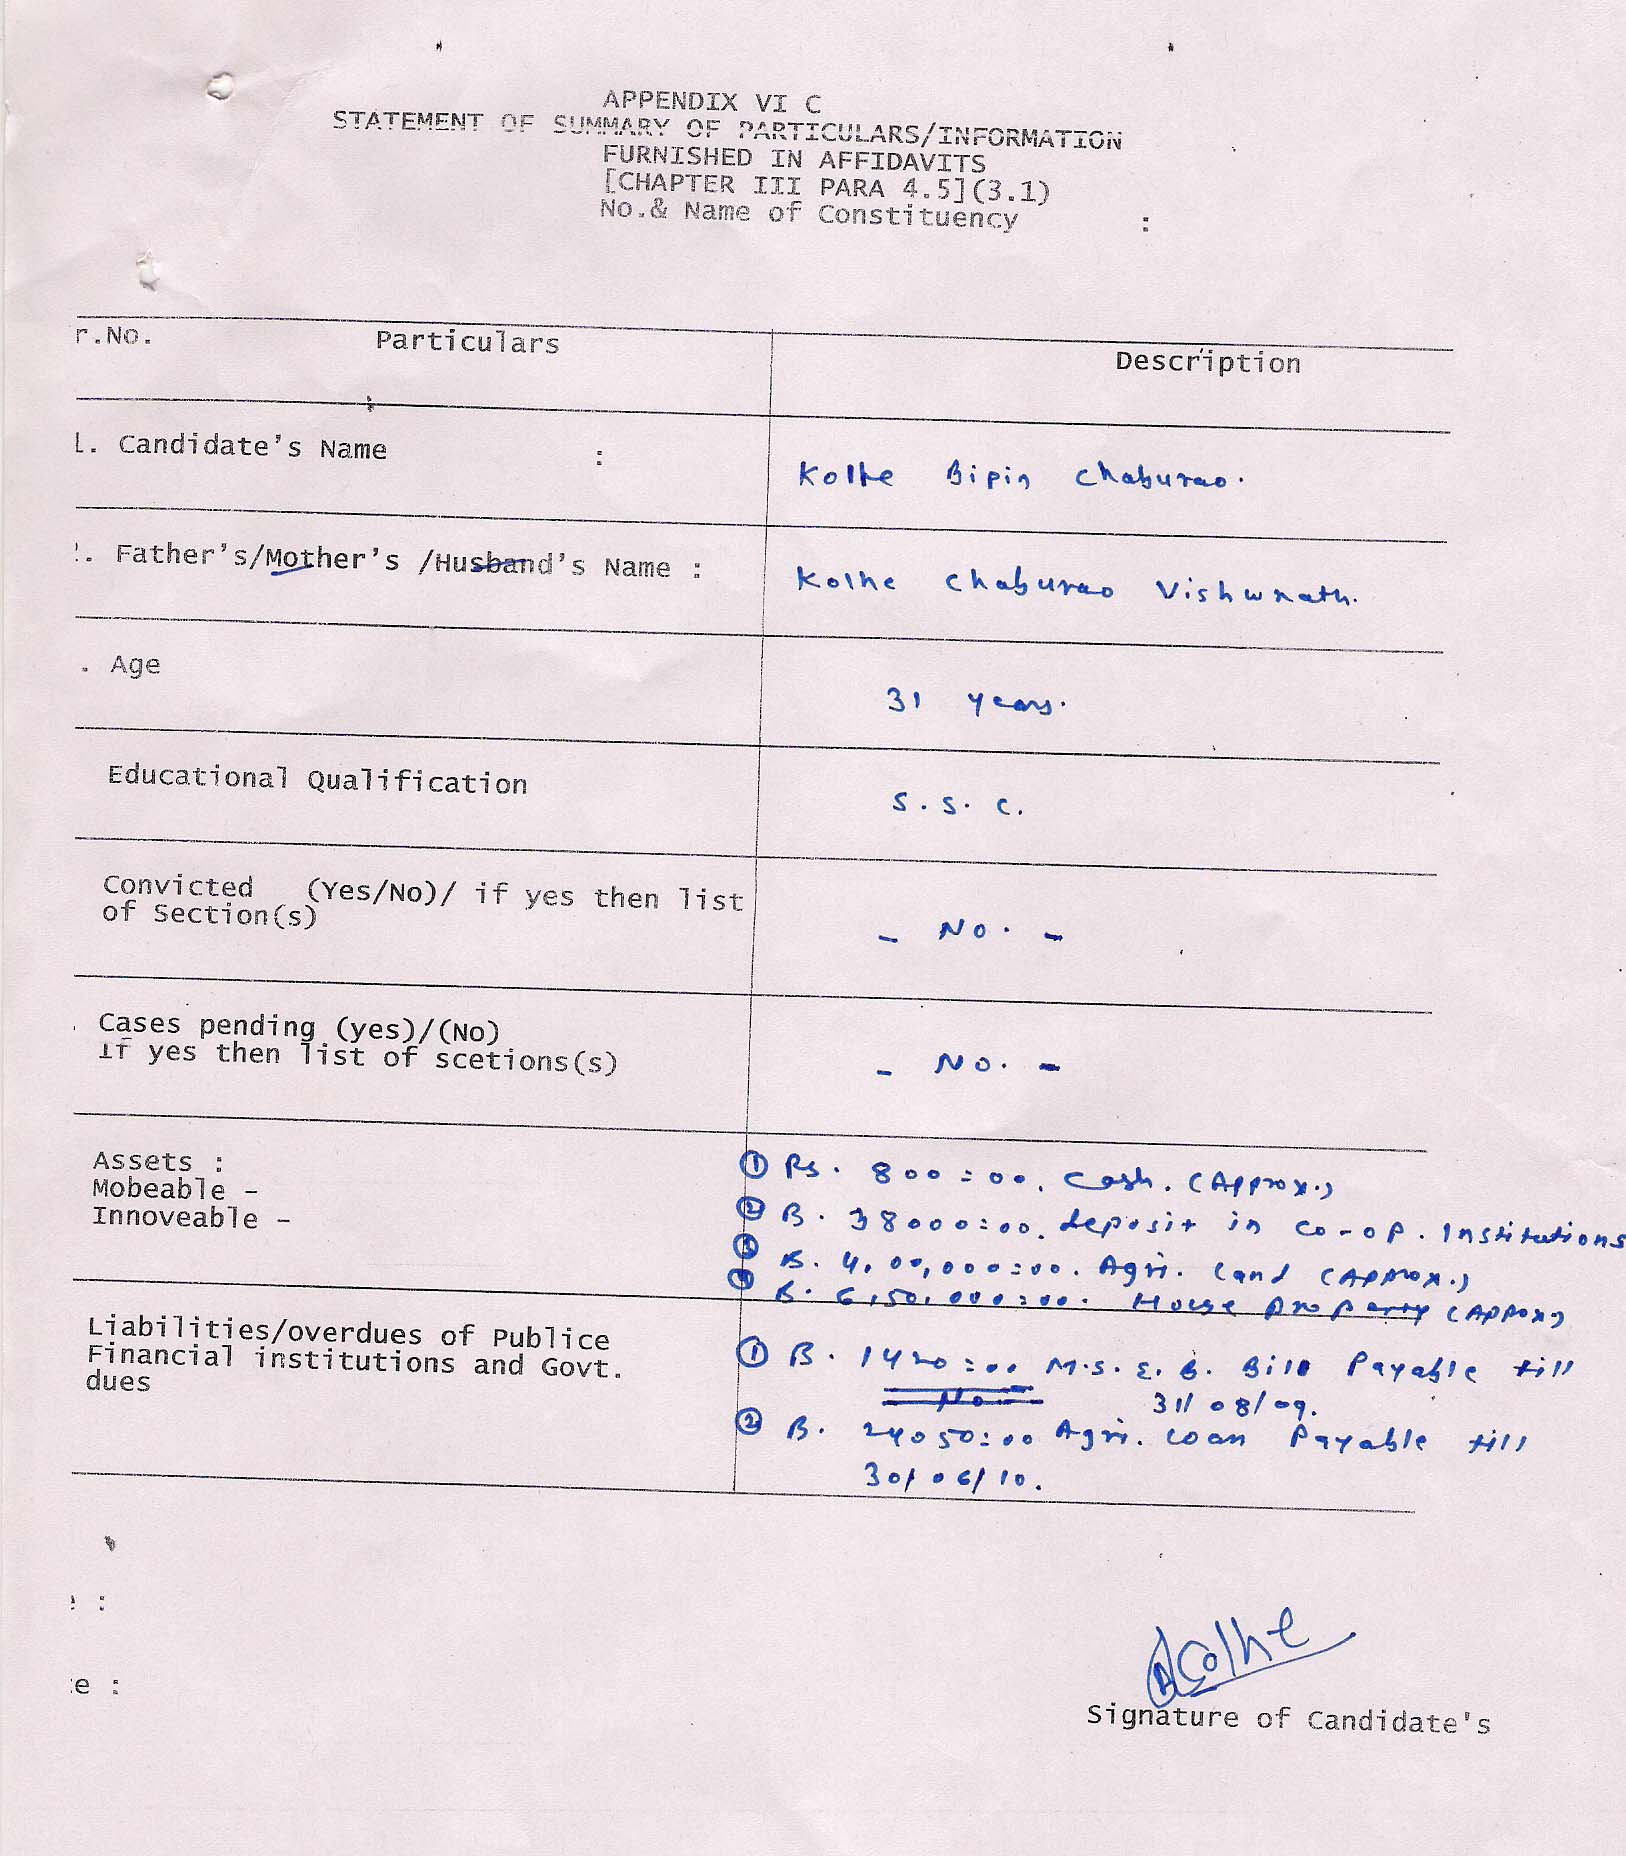 APPENDIX VI C
STATEMENT OF SUMMARY OF PARTICULARS/INFORMATION
FURNISHED IN AFFIDAVITS
[CHAPTER III PARA 4.5](3.1)
No.& Name of Constituency :
r.No. Particulars Description
1. Candidate's Name : Kolhe Bipin Chaburao.
. Father's/Mother's /Husband's Name : Kolhe Chaburao Vishwnath.
. Age 31 years.
Educational Qualification S.S.C.
Convicted (Yes/No)/ if yes then list
of Section(s) - No. -
Cases pending (yes)/(No)
If yes then list of scetions(s) - No. -
Assets :
Mobeable -
Innoveable -
① Rs. 800=00. Cash. (Approx.)
② Rs. 38000=00. deposit in co-op. Institutions
③ Rs. 4,00,000=00. Agri. Land (Approx.)
④ Rs. 6,50,000=00. House property (Approx)
Liabilities/overdues of Publice
Financial institutions and Govt.
dues
① Rs. 1420=00 M.S.E.B. Bill Payable till
No
31/08/09.
② Rs. 24050=00 Agri. Loan Payable till
30/06/10.
:
e :
Kolhe
Signature of Candidate's